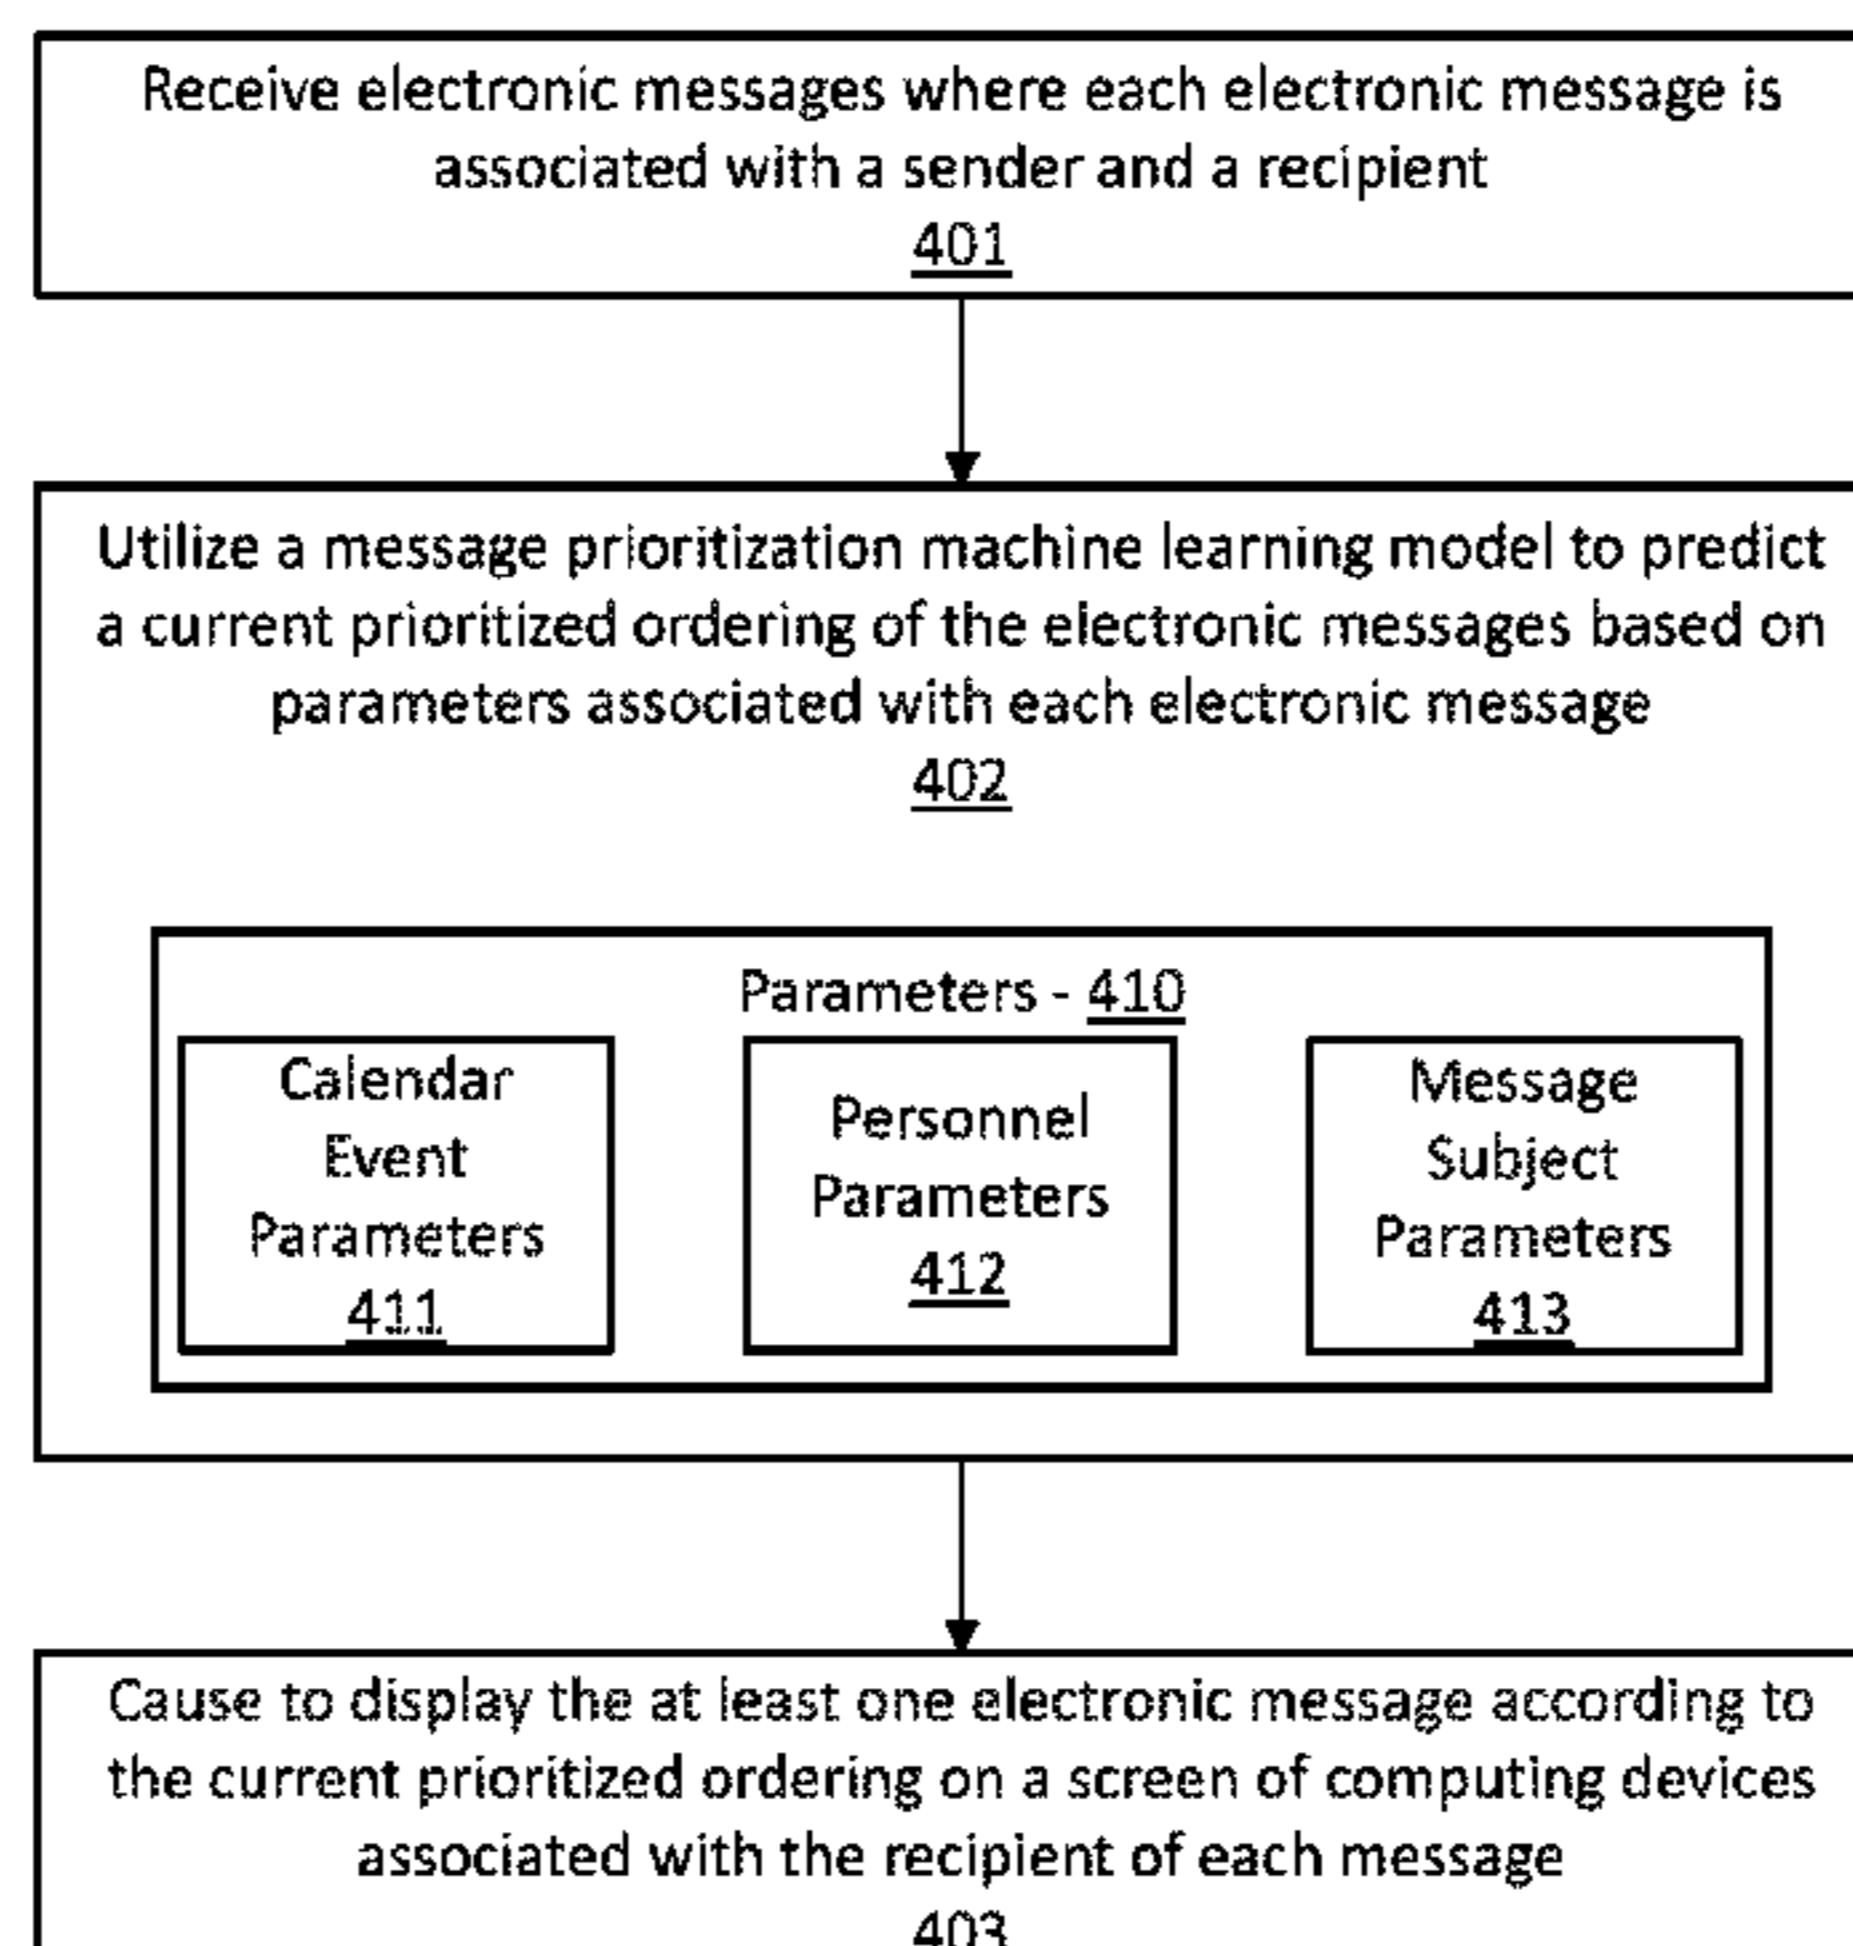 Receive electronic messages where each electronic message is
associated with a sender and a recipient
401
Utilize a message prioritization machine learning model to predict
a current prioritized ordering of the electronic messages based on
parameters associated with each electronic message
402
Parameters - 410
Calendar
Event
Parameters
411
Personnel
Parameters
412
Message
Subject
Parameters
413
Cause to display the at least one electronic message according to
the current prioritized ordering on a screen of computing devices
associated with the recipient of each message
403